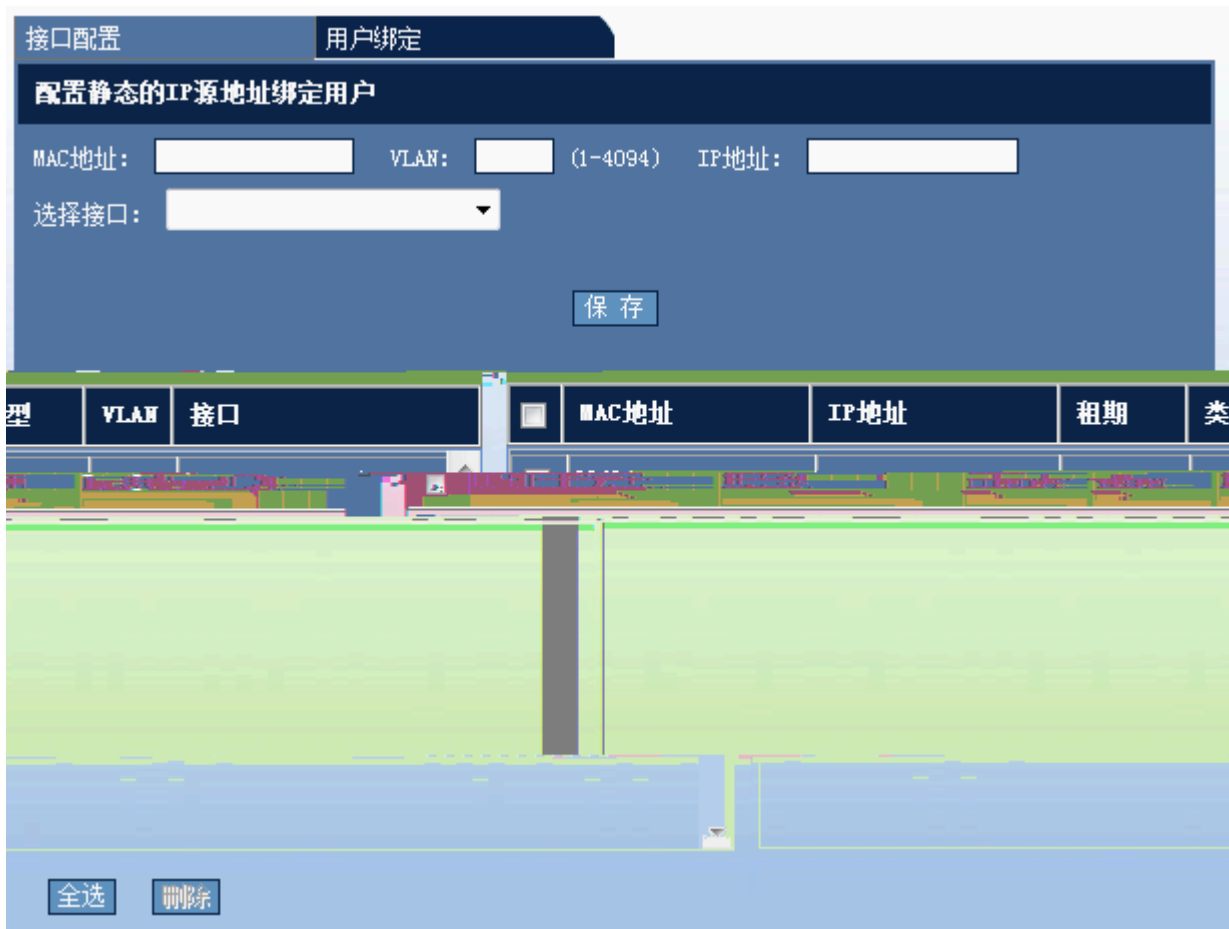 接口配置 用户绑定
配置静态的IP源地址绑定用户
MAC地址： VLAN： (1-4094) IP地址：
选择接口：
保 存
型 VLAN 接口 MAC地址 IP地址 租期 类
全选 删除